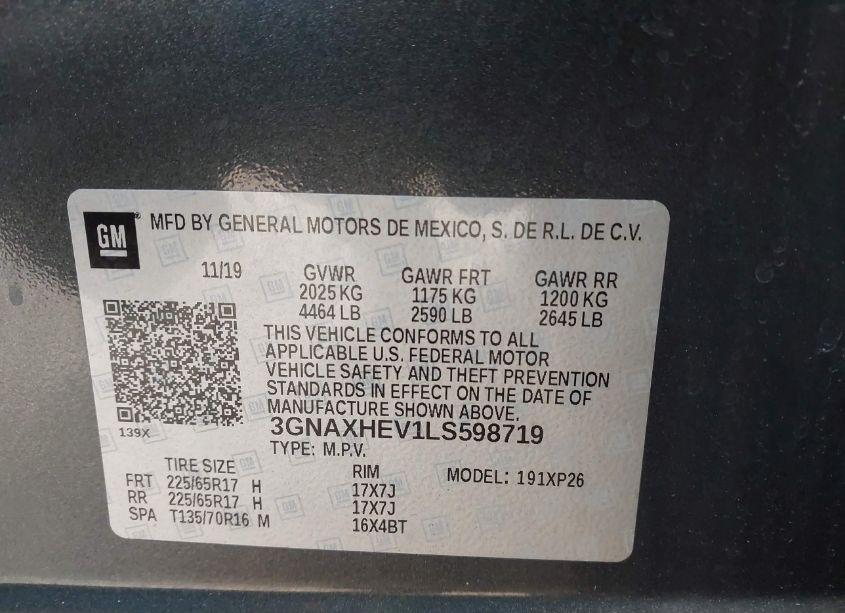 GM
MFD BY GENERAL MOTORS DE MEXICO, S. DE R.L. DE C.V.
11/19 GVWR GAWR FRT GAWR RR
2025 KG 1175 KG 1200 KG
4464 LB 2590 LB 2645 LB
THIS VEHICLE CONFORMS TO ALL
APPLICABLE U.S. FEDERAL MOTOR
VEHICLE SAFETY AND THEFT PREVENTION
STANDARDS IN EFFECT ON THE DATE OF
MANUFACTURE SHOWN ABOVE.
139X
3GNAXHEV1LS598719
TYPE: M.P.V.
TIRE SIZE RIM MODEL: 191XP26
FRT 225/65R17 H 17X7J
RR 225/65R17 H 17X7J
SPA T135/70R16 M 16X4BT